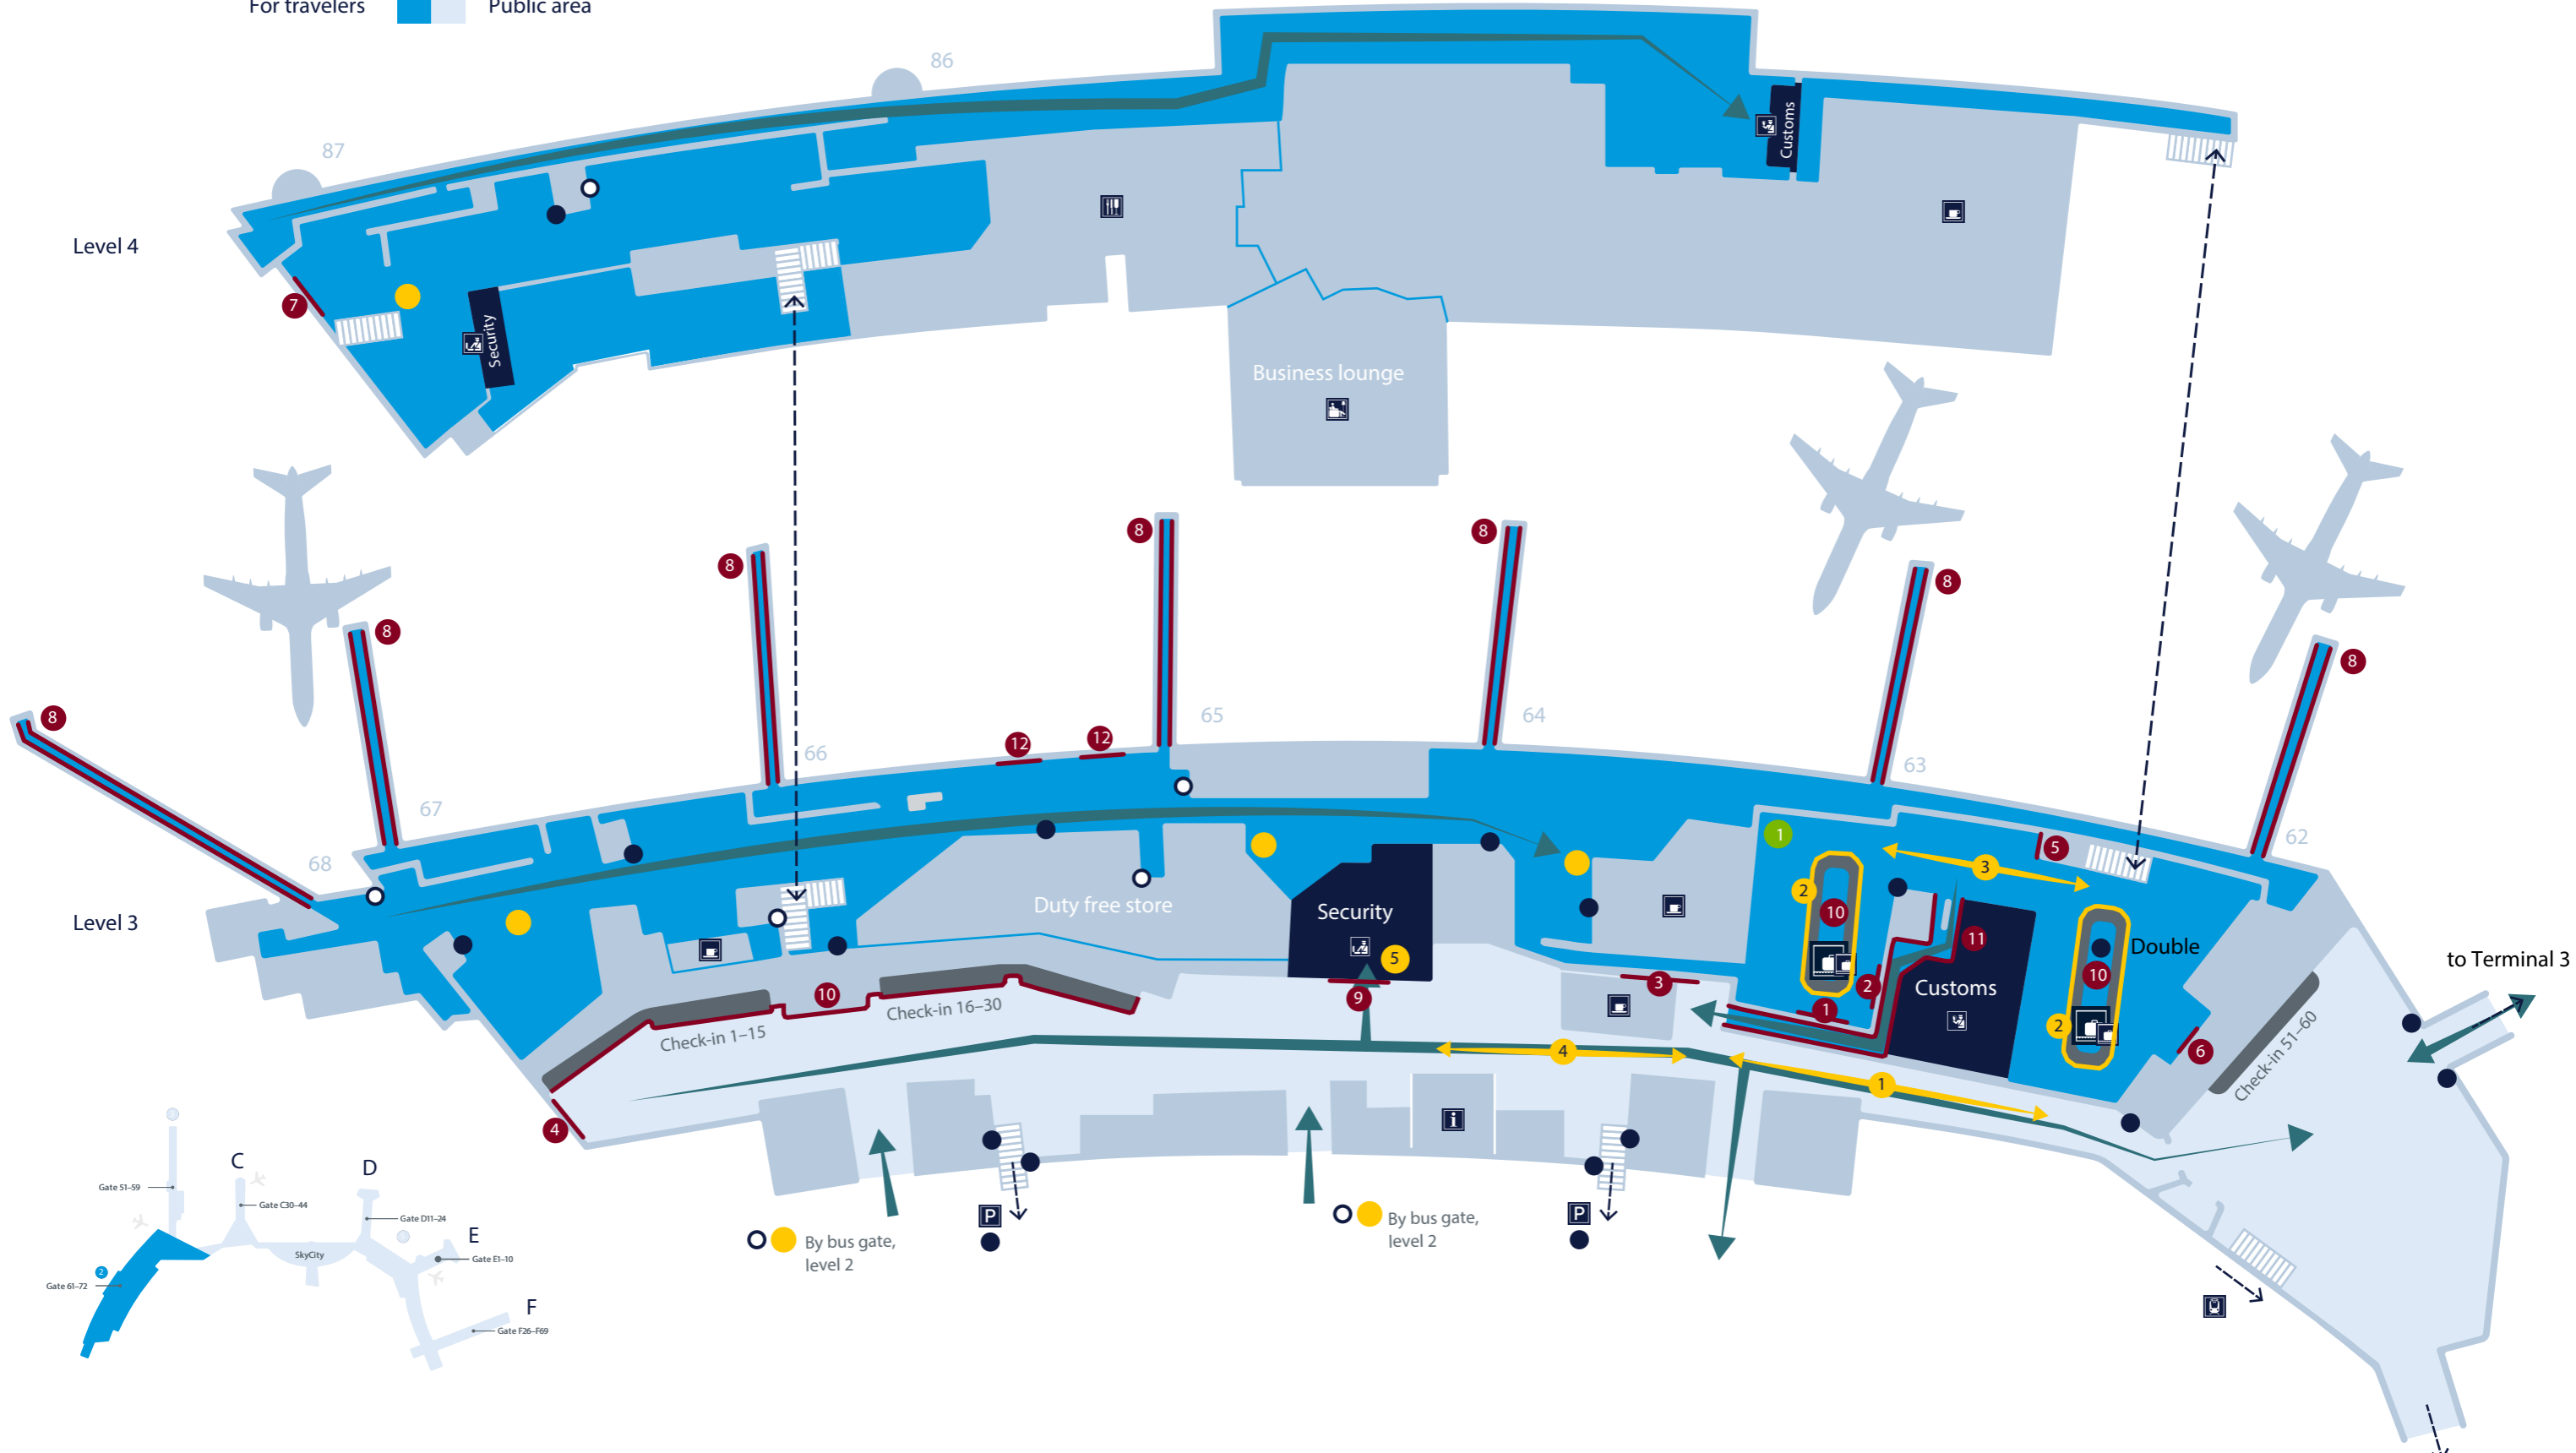 For travelers
Public area
86
87
Customs
Level 4
7
Security
Business lounge
8
8
8
8
8
8
8
12
12
65
64
66
63
67
62
68
1
5
3
2
10
Duty free store
Security
5
11
Double
10
Level 3
to Terminal 3
Customs
3
2
9
1
10
Check-in 16–30
Check-in 1–15
2
6
Check-in 51–60
4
1
4
i
P
P
By bus gate,
level 2
By bus gate,
level 2
C
D
Gate 51–59
Gate C30–44
Gate D11–24
E
SkyCity
Gate E1–10
2
Gate 61–72
F
Gate F26–F69